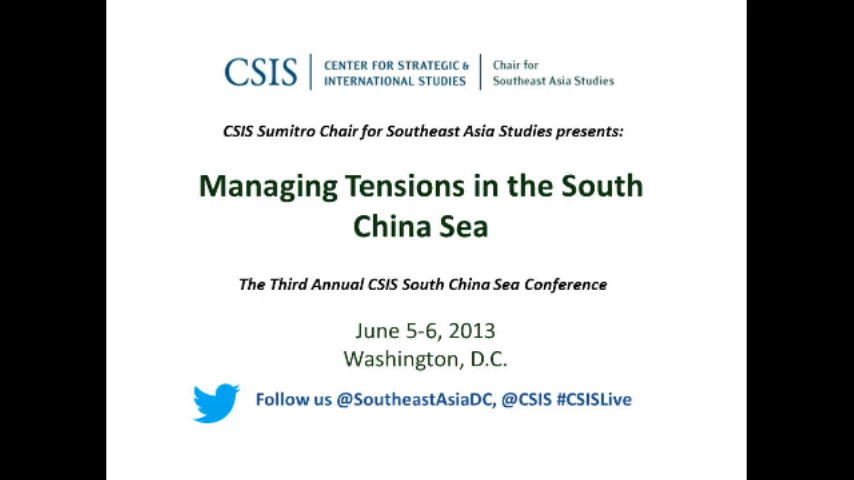 CSIS
CENTER FOR STRATEGIC &
INTERNATIONAL STUDIES
Chair for
Southeast Asia Studies
CSIS Sumitro Chair for Southeast Asia Studies presents:
Managing Tensions in the South
China Sea
The Third Annual CSIS South China Sea Conference
June 5-6, 2013
Washington, D.C.
Follow us @SoutheastAsiaDC, @CSIS #CSISLive